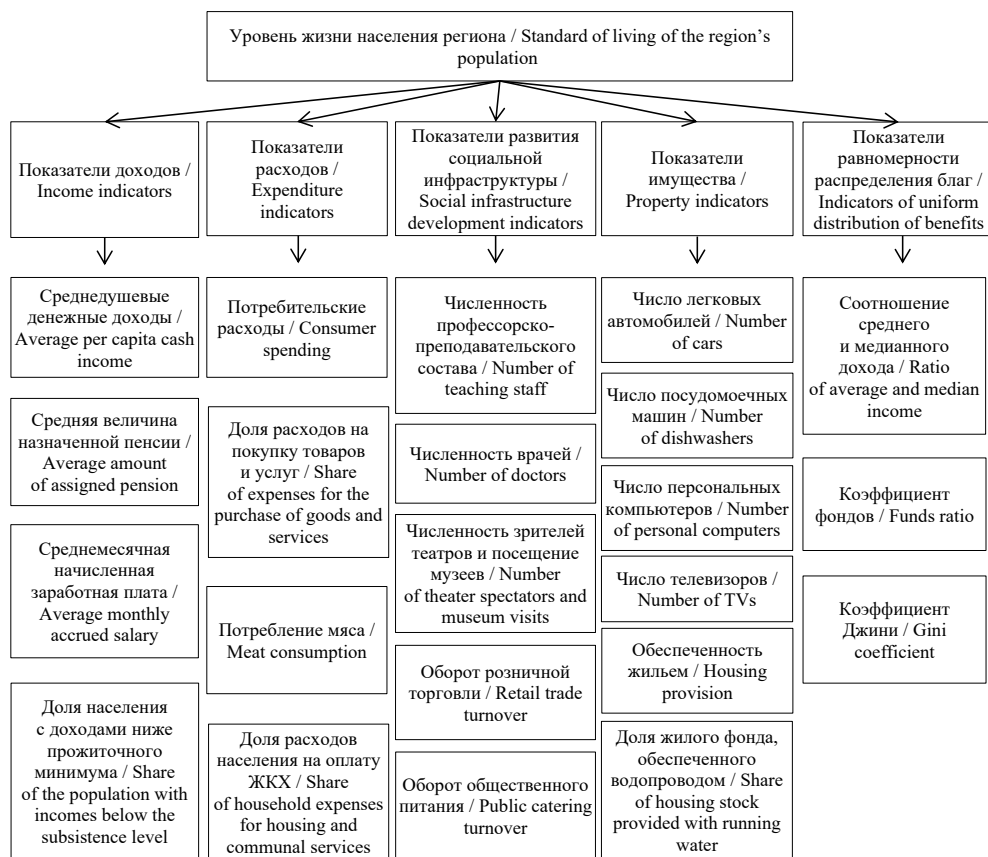 Уровень жизни населения региона / Standard of living of the region’s
population
Показатели доходов /
Income indicators
Показатели
расходов /
Expenditure
indicators
Показатели развития
социальной
инфраструктуры /
Social infrastructure
development indicators
Показатели
имущества /
Property indicators
Показатели
равномерности
распределения благ /
Indicators of uniform
distribution of benefits
Среднедушевые
денежные доходы /
Average per capita cash
income
Средняя величина
назначенной пенсии /
Average amount
of assigned pension
Среднемесячная
начисленная
заработная плата /
Average monthly
accrued salary
Доля населения
с доходами ниже
прожиточного
минимума / Share
of the population with
incomes below the
subsistence level
Потребительские
расходы / Consumer
spending
Доля расходов на
покупку товаров
и услуг / Share
of expenses for the
purchase of goods and
services
Потребление мяса /
Meat consumption
Доля расходов
населения на оплату
ЖКХ / Share
of household expenses
for housing and
communal services
Численность
профессорско-
преподавательского
состава / Number of
teaching staff
Численность врачей /
Number of doctors
Численность зрителей
театров и посещение
музеев / Number
of theater spectators and
museum visits
Оборот розничной
торговли / Retail trade
turnover
Оборот общественного
питания / Public catering
turnover
Число легковых
автомобилей / Number
of cars
Число посудомоечных
машин / Number
of dishwashers
Число персональных
компьютеров / Number
of personal computers
Число телевизоров /
Number of TVs
Обеспеченность
жильем / Housing
provision
Доля жилого фонда,
обеспеченного
водопроводом / Share
of housing stock
provided with running
water
Соотношение
среднего
и медианного
дохода / Ratio
of average and median
income
Коэффициент
фондов / Funds ratio
Коэффициент
Джини / Gini
coefficient